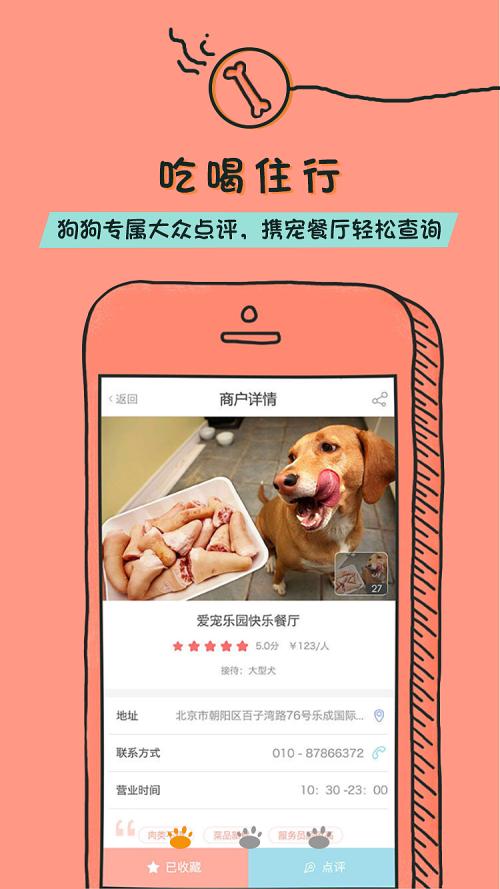 吃喝住行
狗狗专属大众点评，携宠餐厅轻松查询
返回
商户详情
27
爱宠乐园快乐餐厅
5.0分 ￥123/人
接待：大型犬
地址 北京市朝阳区百子湾路76号乐成国际...
联系方式 010 - 87866372
营业时间 10：30 -23：00
肉类 菜品 服务员
已收藏 点评